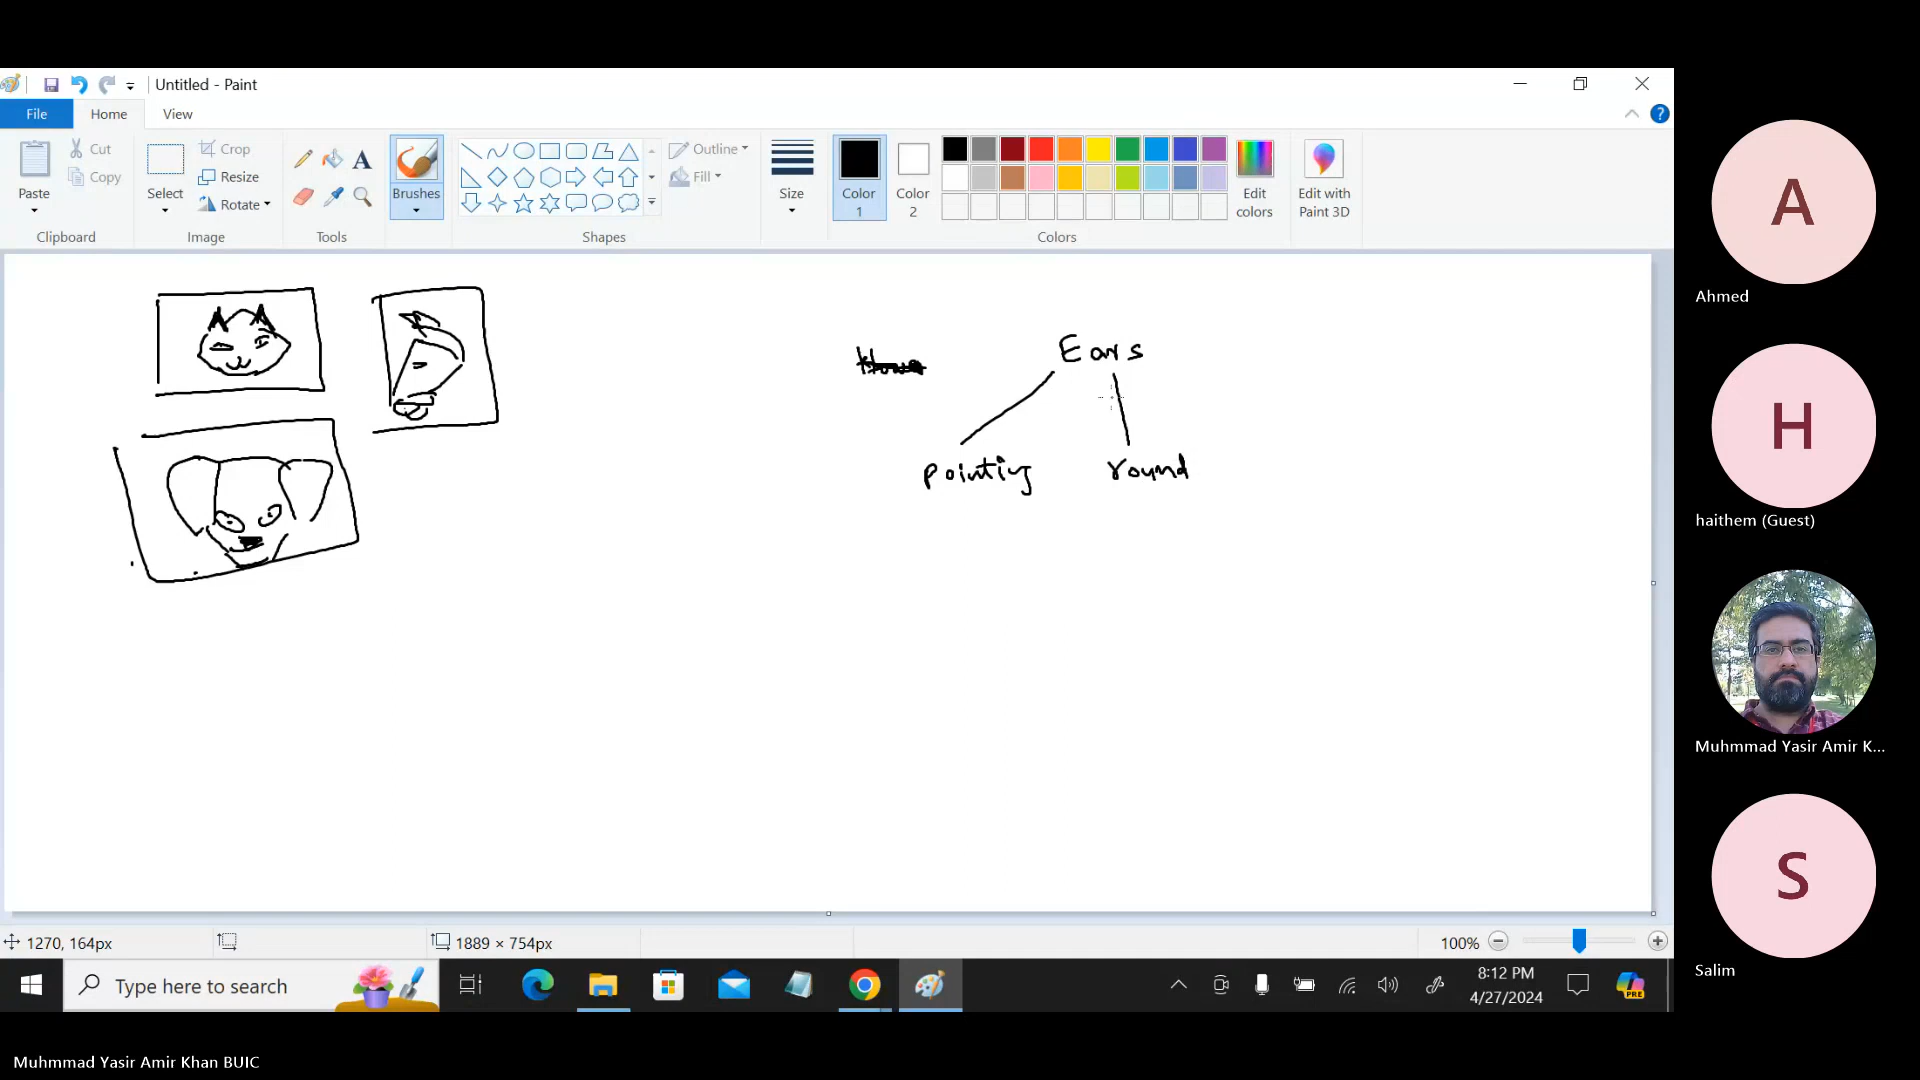 Untitled - Paint
File Home View
Paste
Cut
Copy
Clipboard
Select
Crop
Resize
Rotate
Image
A
Tools
Brushes
Shapes
Outline
Fill
Size
Color 1
Color 2
Edit colors
Colors
Edit with Paint 3D
?
Ears
pointing round
1270, 164px
1889 × 754px
100%
Type here to search
PRE
8:12 PM
4/27/2024
A
Ahmed
H
haithem (Guest)
Muhmmad Yasir Amir K...
S
Salim
Muhmmad Yasir Amir Khan BUIC